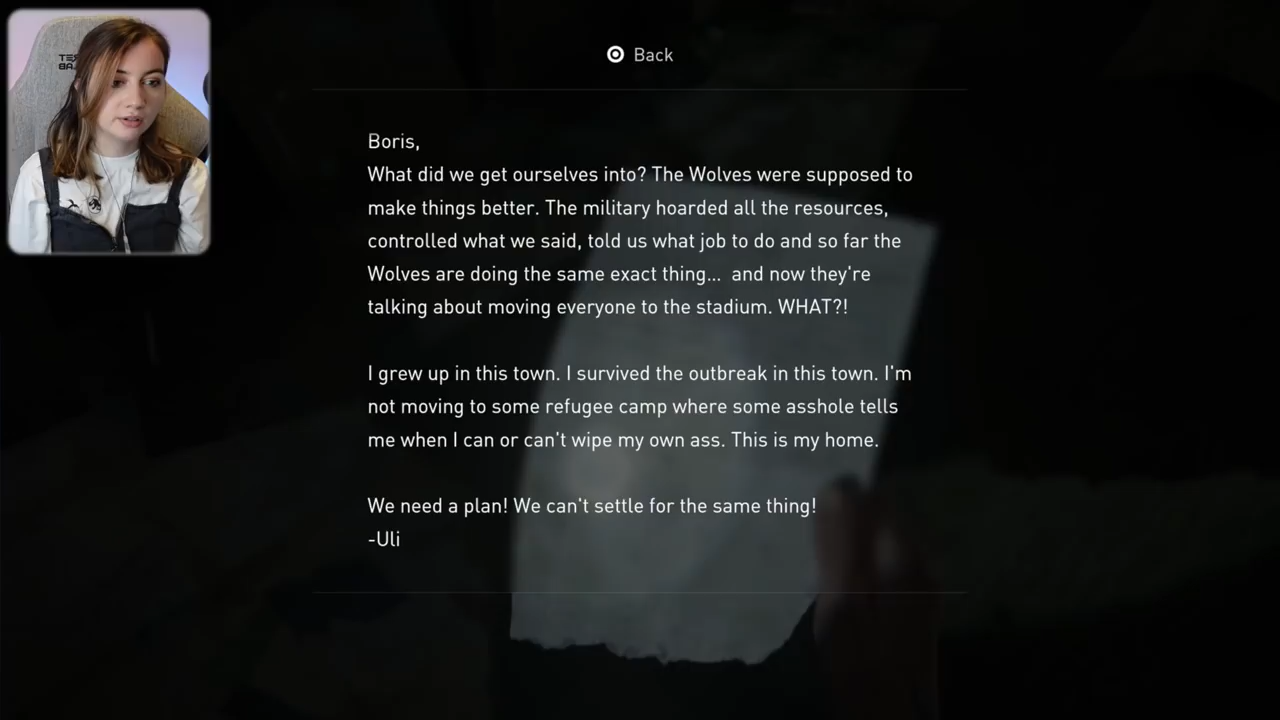 Back
Boris,
What did we get ourselves into? The Wolves were supposed to
make things better. The military hoarded all the resources,
controlled what we said, told us what job to do and so far the
Wolves are doing the same exact thing... and now they're
talking about moving everyone to the stadium. WHAT?!
I grew up in this town. I survived the outbreak in this town. I'm
not moving to some refugee camp where some asshole tells
me when I can or can't wipe my own ass. This is my home.
We need a plan! We can't settle for the same thing!
-Uli